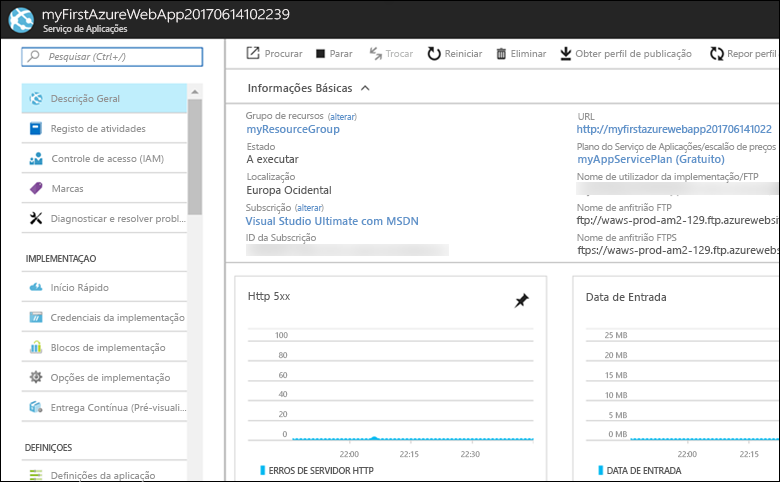 myFirstAzureWebApp20170614102239
Serviço de Aplicações
Pesquisar (Ctrl+/)
Procurar Parar Trocar Reiniciar Eliminar Obter perfil de publicação Repor perfil
Descrição Geral
Registo de atividades
Controle de acesso (IAM)
Marcas
Diagnosticar e resolver probl...
IMPLEMENTAÇAO
Início Rápido
Credenciais da implementação
Blocos de implementação
Opções de implementação
Entrega Contínua (Pré-visuali...
DEFINIÇOES
Definições da aplicação
Informações Básicas
Grupo de recursos (alterar)
myResourceGroup
Estado
A executar
Localização
Europa Ocidental
Subscrição (alterar)
Visual Studio Ultimate com MSDN
ID da Subscrição
URL
http://myfirstazurewebapp201706141022
Plano do Serviço de Aplicações/escalão de preços
myAppServicePlan (Gratuito)
Nome de utilizador da implementação/FTP
Nome de anfitrião FTP
ftp://waws-prod-am2-129.ftp.azurewebsi
Nome de anfitrião FTPS
ftps://waws-prod-am2-129.ftp.azurewebs
Http 5xx
100
80
60
40
20
0
22:00 22:15 22:30
ERROS DE SERVIDOR HTTP
Data de Entrada
25 MB
20 MB
15 MB
10 MB
5 MB
0 MB
22:00 22:15
DATA DE ENTRADA